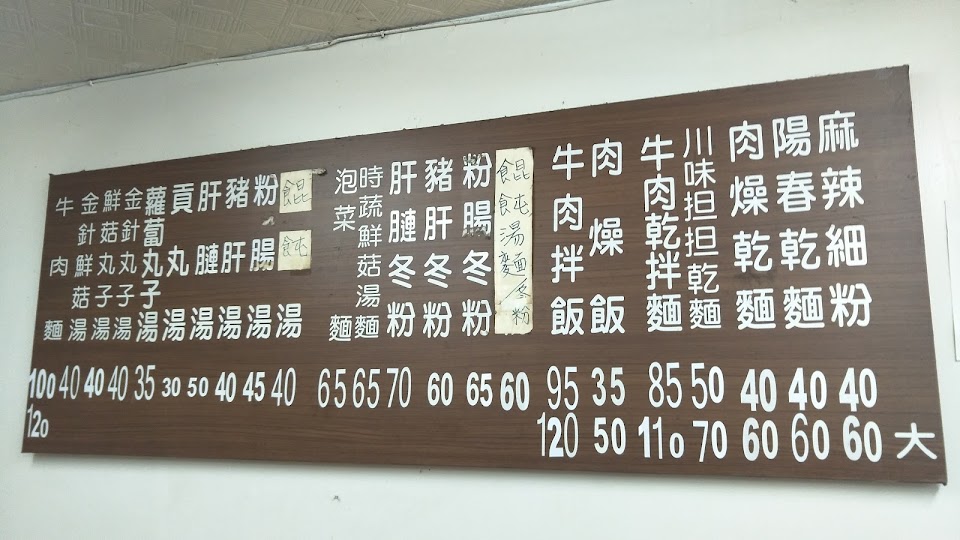 大
麻辣細粉
40
60
陽春乾麵
40
60
肉燥乾麵
40
60
川味担担乾麵
50
70
牛肉乾拌麵
85
110
肉燥飯
35
50
牛肉拌飯
95
120
餛飩湯麵冬粉
60
粉腸冬粉
65
豬肝冬粉
60
肝膁冬粉
70
時蔬鮮菇湯麵
65
泡菜麵
65
餛飩湯
40
粉腸湯
45
豬肝湯
40
肝膁湯
50
貢丸湯
30
蘿蔔丸子湯
35
金針丸子湯
40
鮮菇丸子湯
40
金針鮮菇湯
40
牛肉麵
100
120